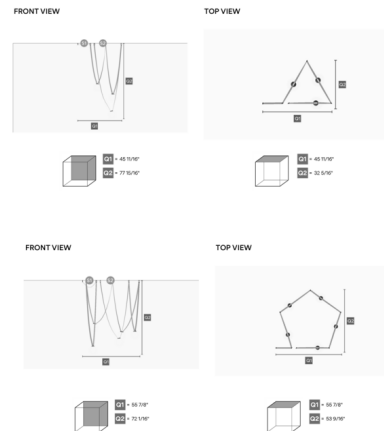 FRONT VIEW
TOP VIEW
Q2
Q1
Q2
Q1
Q1 = 45 11/16"
Q2 = 77 15/16"
Q1 = 45 11/16"
Q2 = 32 5/16"
FRONT VIEW
TOP VIEW
Q2
Q1
Q2
Q1
Q1 = 55 7/8"
Q2 = 72 1/16"
Q1 = 55 7/8"
Q2 = 53 9/16"